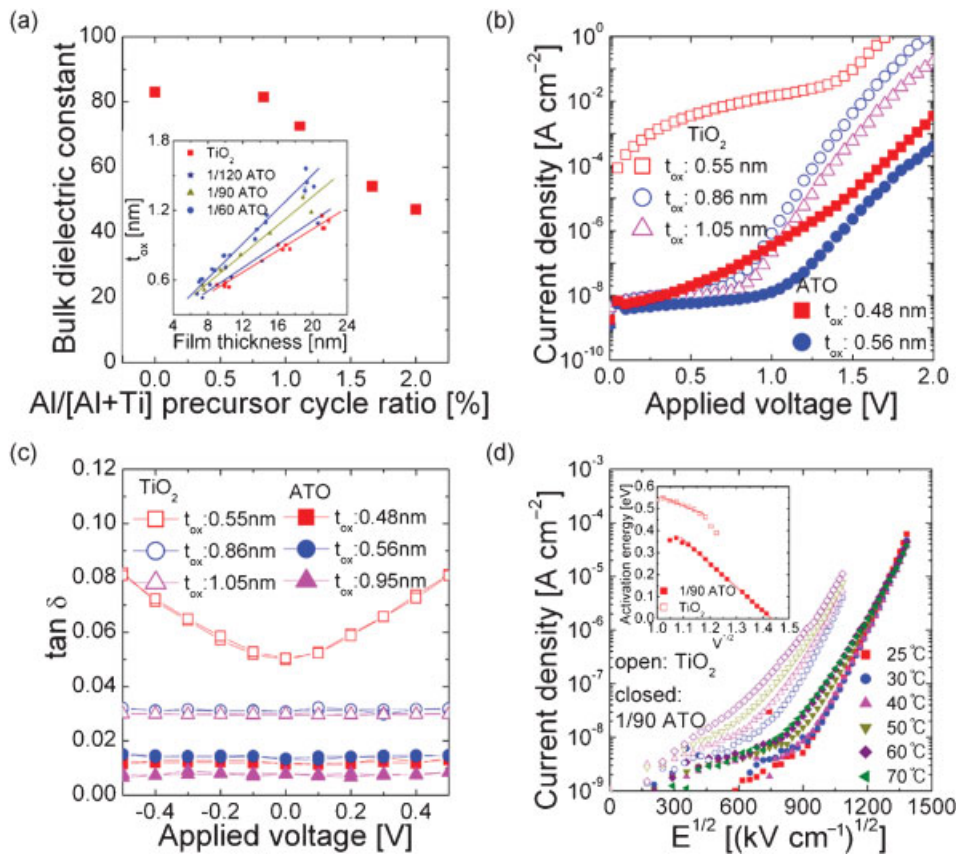 (a)
Bulk dielectric constant
100
80
60
40
20
0
0.0 0.5 1.0 1.5 2.0
Al/[Al+Ti] precursor cycle ratio [%]
t_ox [nm]
1.8
1.2
0.6
4 8 12 16 20 24
Film thickness [nm]
TiO₂
1/120 ATO
1/90 ATO
1/60 ATO
(b)
Current density [A cm⁻²]
10⁰
10⁻²
10⁻⁴
10⁻⁶
10⁻⁸
10⁻¹⁰
0.0 0.5 1.0 1.5 2.0
Applied voltage [V]
TiO₂
t_ox: 0.55 nm
t_ox: 0.86 nm
t_ox: 1.05 nm
ATO
t_ox: 0.48 nm
t_ox: 0.56 nm
(c)
tan δ
0.12
0.10
0.08
0.06
0.04
0.02
0.00
-0.4 -0.2 0.0 0.2 0.4
Applied voltage [V]
TiO₂ ATO
t_ox:0.55nm t_ox:0.48nm
t_ox:0.86nm t_ox:0.56nm
t_ox:1.05nm t_ox:0.95nm
(d)
Current density [A cm⁻²]
10⁻³
10⁻⁴
10⁻⁵
10⁻⁶
10⁻⁷
10⁻⁸
10⁻⁹
0 300 600 900 1200 1500
E^1/2 [(kV cm⁻¹)^1/2]
Activation energy [eV]
0.6
0.5
0.4
0.3
0.2
0.1
0.0
1.0 1.1 1.2 1.3 1.4 1.5
V^1/2
1/90 ATO
TiO₂
open: TiO₂
closed:
1/90 ATO
25℃
30℃
40℃
50℃
60℃
70℃